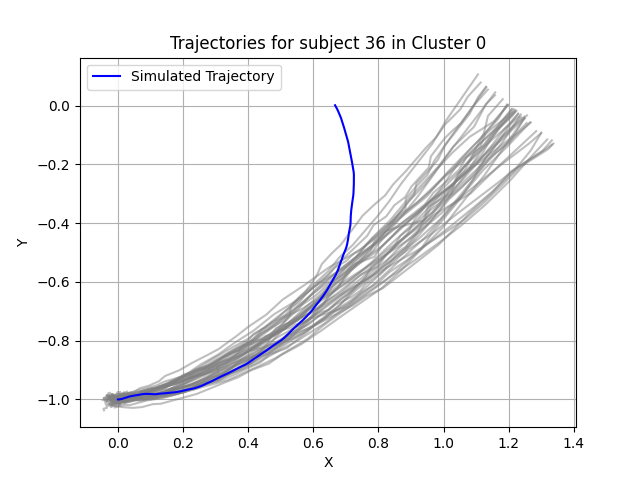 Trajectories for subject 36 in Cluster 0
Simulated Trajectory
0.0
−0.2
−0.4
−0.6
−0.8
−1.0
Y
0.0 0.2 0.4 0.6 0.8 1.0 1.2 1.4
X